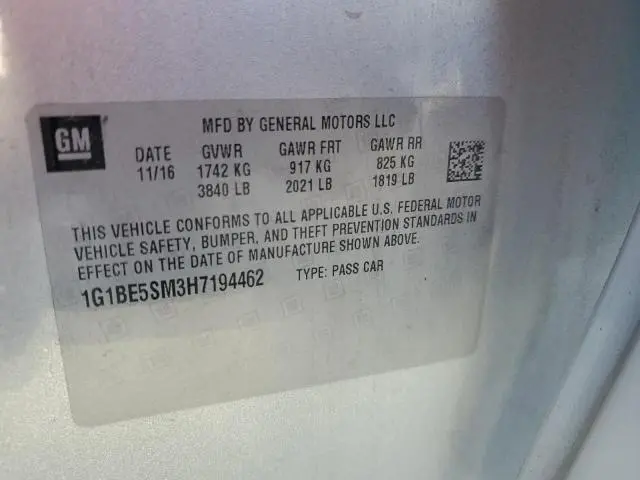 GM
MFD BY GENERAL MOTORS LLC
DATE GVWR GAWR FRT GAWR RR
11/16 1742 KG 917 KG 825 KG
3840 LB 2021 LB 1819 LB
THIS VEHICLE CONFORMS TO ALL APPLICABLE U.S. FEDERAL MOTOR
VEHICLE SAFETY, BUMPER, AND THEFT PREVENTION STANDARDS IN
EFFECT ON THE DATE OF MANUFACTURE SHOWN ABOVE.
1G1BE5SM3H7194462 TYPE: PASS CAR